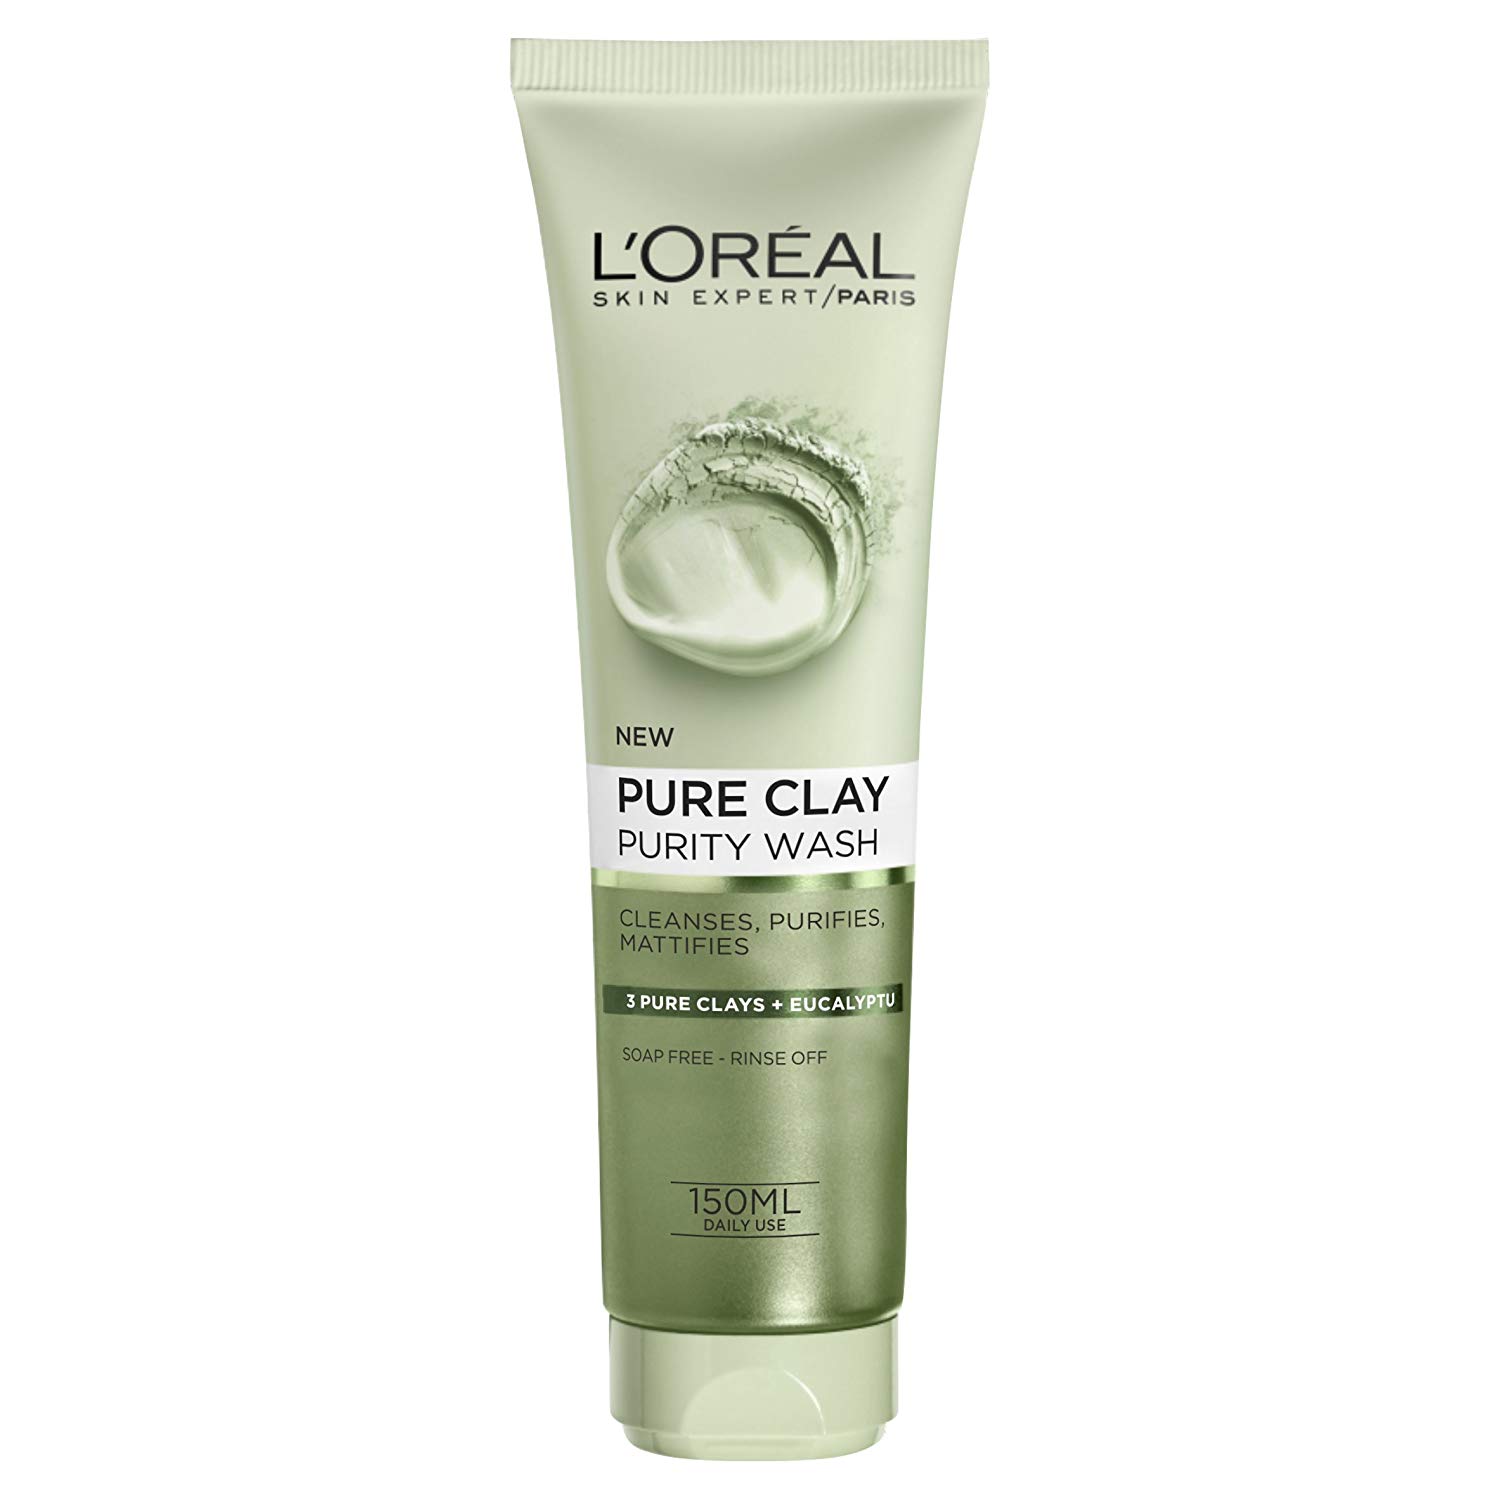 L'ORÉAL
SKIN EXPERT/PARIS
NEW
PURE CLAY
PURITY WASH
CLEANSES, PURIFIES,
MATTIFIES
3 PURE CLAYS + EUCALYPTU
SOAP FREE - RINSE OFF
150ML
DAILY USE